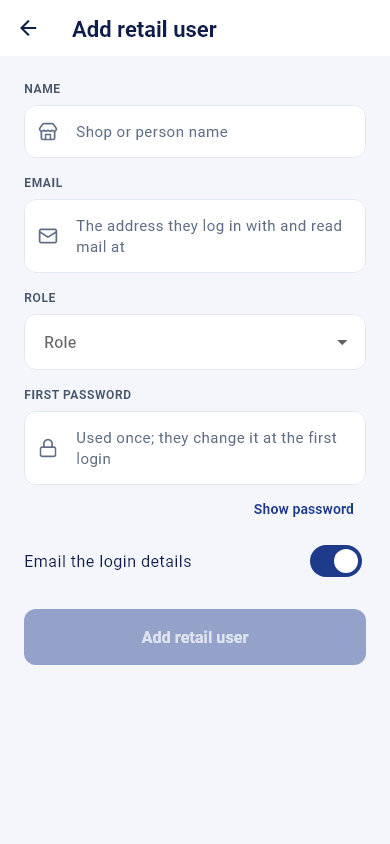 Add retail user
NAME
Shop or person name
EMAIL
The address they log in with and read
mail at
ROLE
Role
FIRST PASSWORD
Used once; they change it at the first
login
Show password
Email the login details
Add retail user